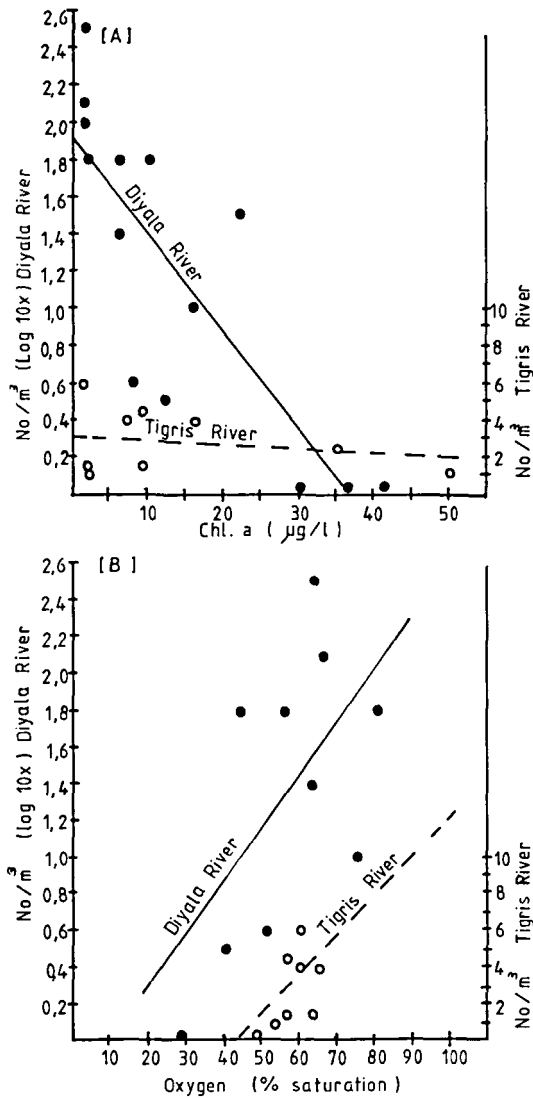 [A]
2,6
2,4
2,2
2,0
1,8
1,6
1,4
1,2
1,0
0,8
0,6
0,4
0,2
No/m³ (Log 10x) Diyala River
Diyala River
Tigris River
10
8
6
4
2
No/m³ Tigris River
10 20 30 40 50
Chl. a ( µg/l )
[B]
2,6
2,4
2,2
2,0
1,8
1,6
1,4
1,2
1,0
0,8
0,6
0,4
0,2
No/m³ (log 10x) Diyala River
Diyala River
Tigris River
10
8
6
4
2
No/m³ Tigris River
10 20 30 40 50 60 70 80 90 100
Oxygen (% saturation)